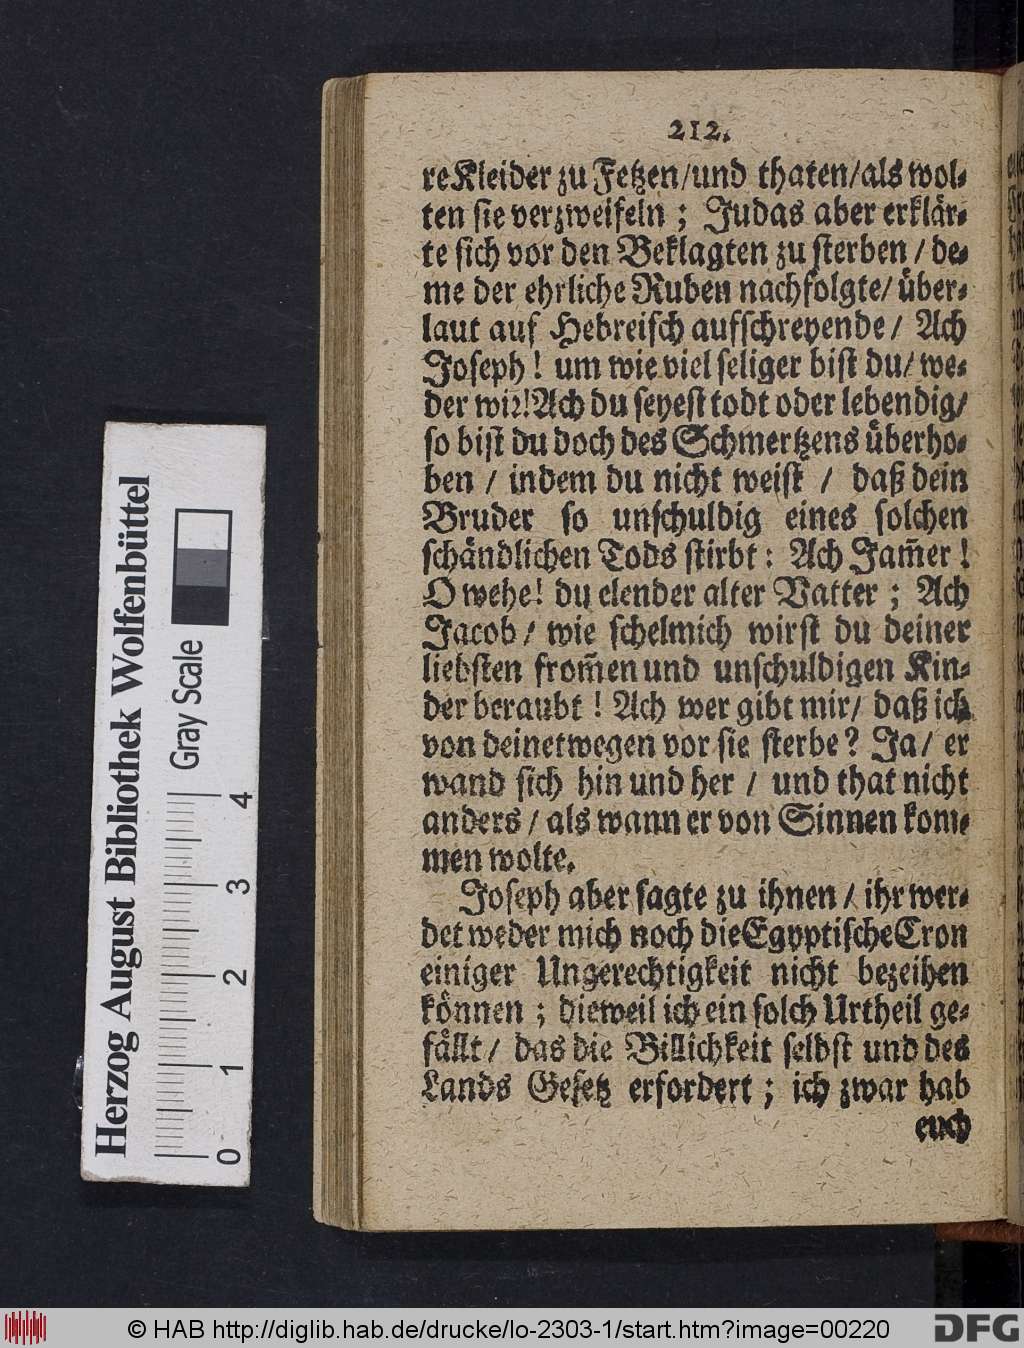 212.
re Kleider zu Fetzen/und thaten/als wol-
ten sie verzweifeln ; Judas aber erklär-
te sich vor den Beklagten zu sterben / de-
me der ehrliche Ruben nachfolgte/ über-
laut auf Hebreisch aufschreyende / Ach
Joseph ! um wie viel seliger bist du/ we-
der wir! Ach du seyest todt oder lebendig/
so bist du doch des Schmertzens überho-
ben / indem du nicht weist / daß dein
Bruder so unschuldig eines solchen
schändlichen Tods stirbt : Ach Jam̄er !
O wehe! du elender alter Vatter ; Ach
Jacob / wie schelmich wirst du deiner
liebsten from̄en und unschuldigen Kin-
der beraubt ! Ach wer gibt mir/ daß ich
von deinetwegen vor sie sterbe? Ja/ er
wand sich hin und her / und that nicht
anders / als wann er von Sinnen kom-
men wolte.
Joseph aber sagte zu ihnen / ihr wer-
det weder mich noch die Egyptische Cron
einiger Ungerechtigkeit nicht bezeihen
können ; dieweil ich ein solch Urtheil ge-
fällt/ das die Billichkeit selbst und des
Lands Gesetz erfordert ; ich zwar hab
euch
Herzog August Bibliothek Wolfenbüttel
Gray Scale
0 1 2 3 4
© HAB http://diglib.hab.de/drucke/lo-2303-1/start.htm?image=00220
DFG